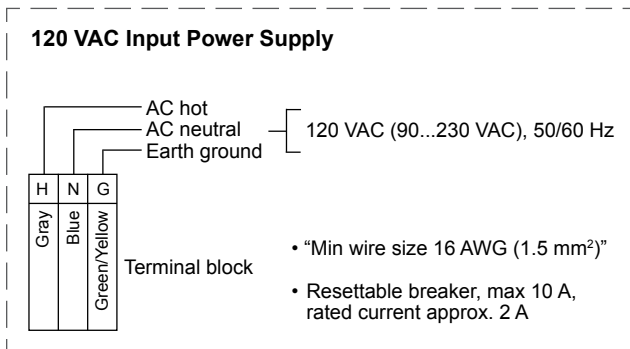 120 VAC Input Power Supply
AC hot
AC neutral
Earth ground
120 VAC (90...230 VAC), 50/60 Hz
H N G
Gray
Blue
Green/Yellow
Terminal block
• “Min wire size 16 AWG (1.5 mm²)”
• Resettable breaker, max 10 A,
rated current approx. 2 A